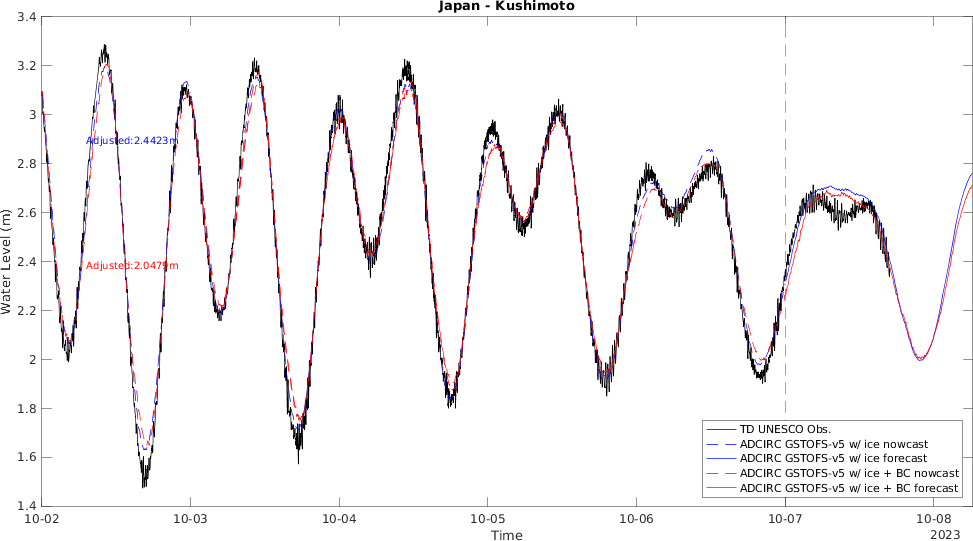 Japan - Kushimoto
3.4
3.2
3
2.8
2.6
2.4
2.2
2
1.8
1.6
1.4
Water Level (m)
Adjusted:2.4423m
Adjusted:2.0479m
TD UNESCO Obs.
ADCIRC GSTOFS-v5 w/ ice nowcast
ADCIRC GSTOFS-v5 w/ ice forecast
ADCIRC GSTOFS-v5 w/ ice + BC nowcast
ADCIRC GSTOFS-v5 w/ ice + BC forecast
10-02 10-03 10-04 10-05 10-06 10-07 10-08
Time
2023